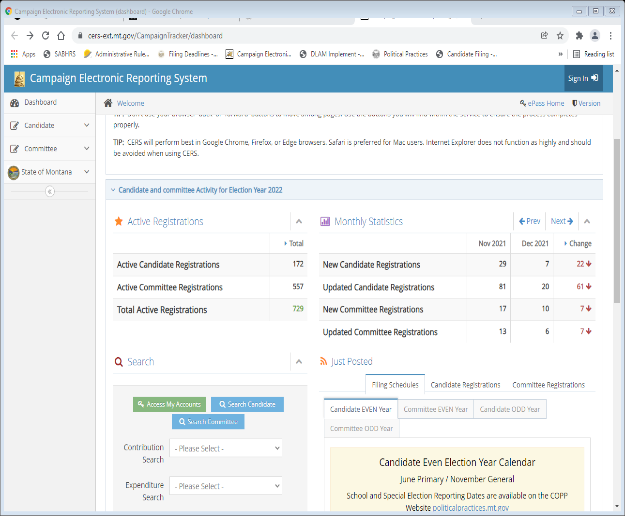 Campaign Electronic Reporting System (dashboard) - Google Chrome
cers-ext.mt.gov/CampaignTracker/dashboard
Apps SABHRS Administrative Rule... Filing Deadlines -... Campaign Electroni... DLAM Implement -... Political Practices Candidate Filing -... » Reading list
Campaign Electronic Reporting System Sign In
Dashboard
Welcome ePass Home Version
Candidate
Committee
State of Montana
properly.
TIP: CERS will perform best in Google Chrome, Firefox, or Edge browsers. Safari is preferred for Mac users. Internet Explorer does not function as highly and should
be avoided when using CERS.
Candidate and committee Activity for Election Year 2022
Active Registrations
Total
Active Candidate Registrations 172
Active Committee Registrations 557
Total Active Registrations 729
Monthly Statistics Prev Next
Nov 2021 Dec 2021 Change
New Candidate Registrations 29 7 22
Updated Candidate Registrations 81 20 61
New Committee Registrations 17 10 7
Updated Committee Registrations 13 6 7
Search
Access My Accounts Search Candidate
Search Committee
Contribution Search - Please Select -
Expenditure Search - Please Select -
Just Posted
Filing Schedules Candidate Registrations Committee Registrations
Candidate EVEN Year Committee EVEN Year Candidate ODD Year
Committee ODD Year
Candidate Even Election Year Calendar
June Primary / November General
School and Special Election Reporting Dates are available on the COPP
Website politicalpractices.mt.gov